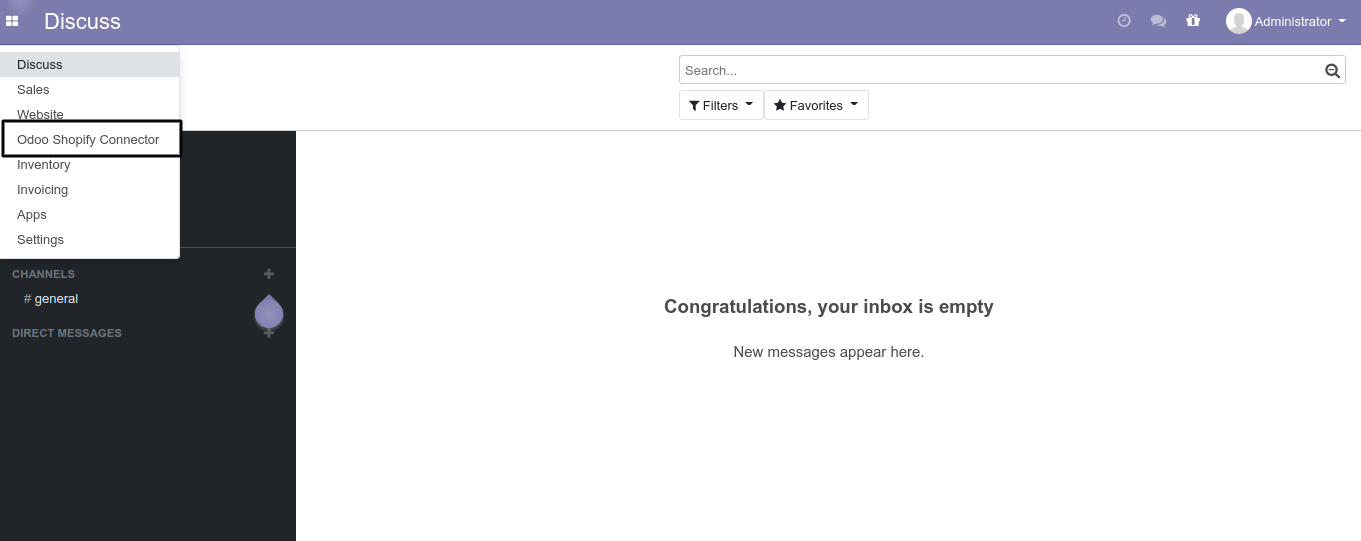 Discuss
Administrator
Discuss
Sales
Website
Odoo Shopify Connector
Inventory
Invoicing
Apps
Settings
Search...
Filters
Favorites
CHANNELS
# general
DIRECT MESSAGES
Congratulations, your inbox is empty
New messages appear here.